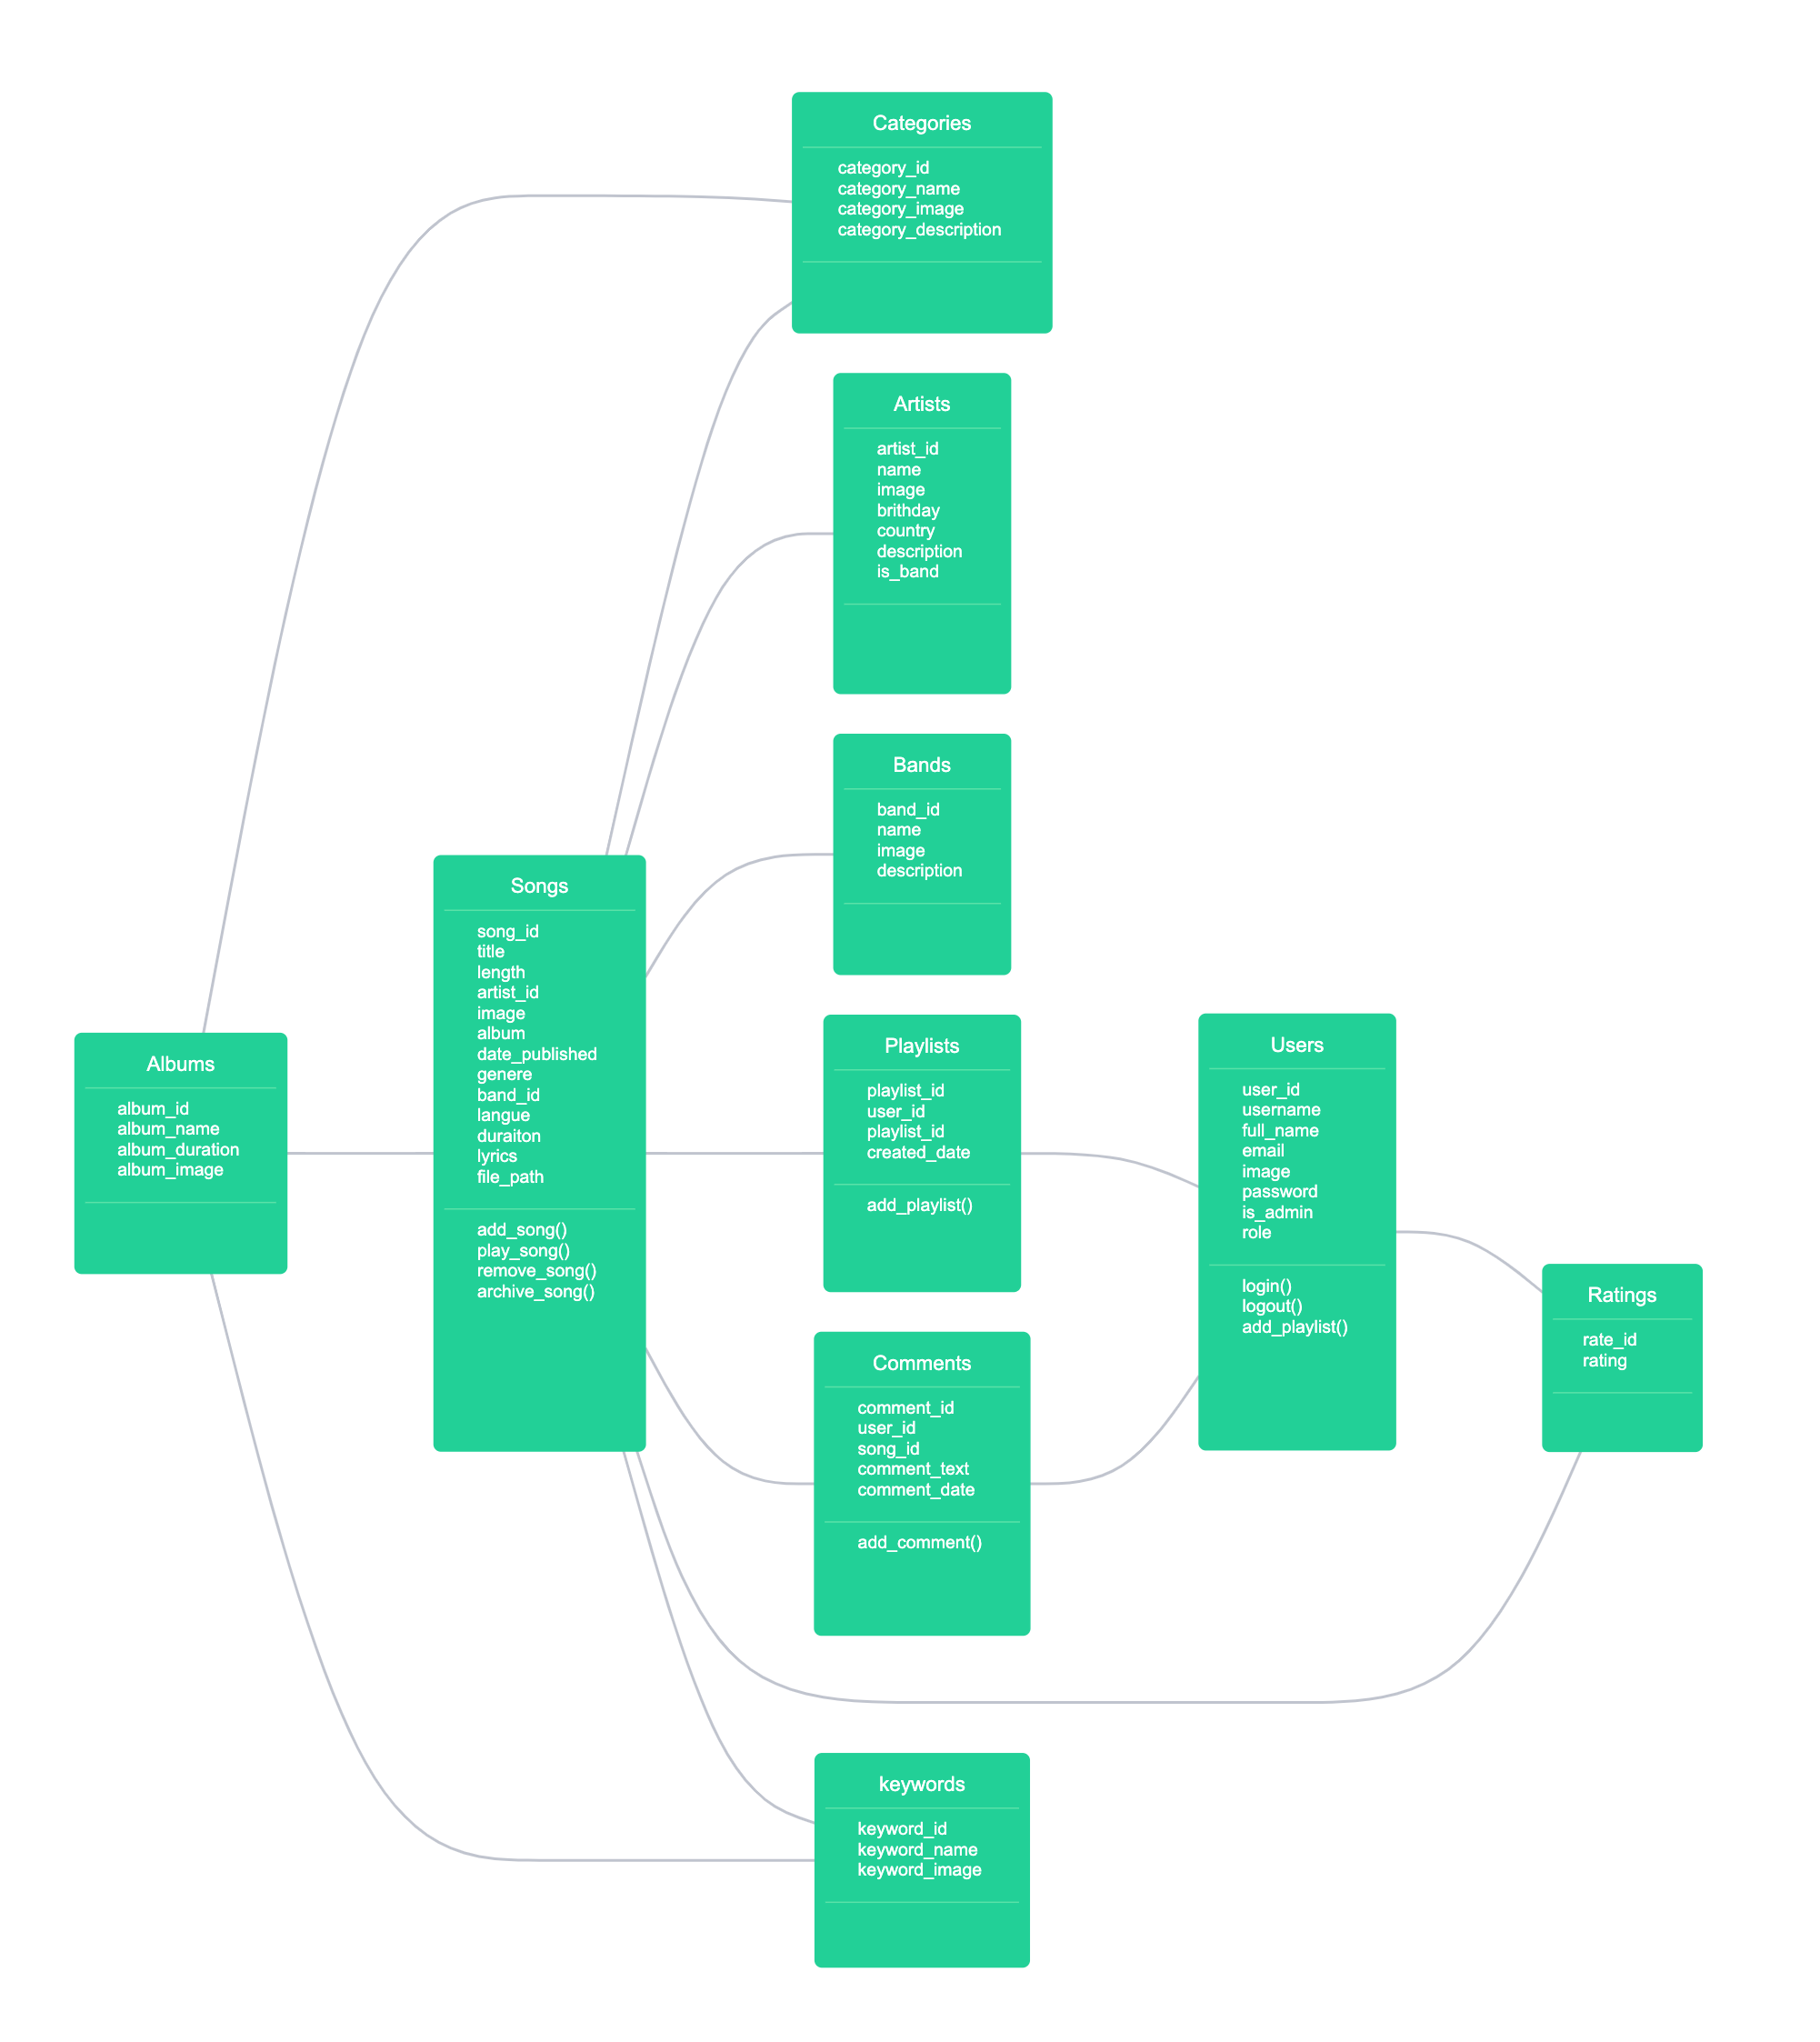 Categories
category_id
category_name
category_image
category_description
Artists
artist_id
name
image
brithday
country
description
is_band
Bands
band_id
name
image
description
Songs
song_id
title
length
artist_id
image
album
date_published
genere
band_id
langue
duraiton
lyrics
file_path
add_song()
play_song()
remove_song()
archive_song()
Albums
album_id
album_name
album_duration
album_image
Playlists
playlist_id
user_id
playlist_id
created_date
add_playlist()
Users
user_id
username
full_name
email
image
password
is_admin
role
login()
logout()
add_playlist()
Ratings
rate_id
rating
Comments
comment_id
user_id
song_id
comment_text
comment_date
add_comment()
keywords
keyword_id
keyword_name
keyword_image